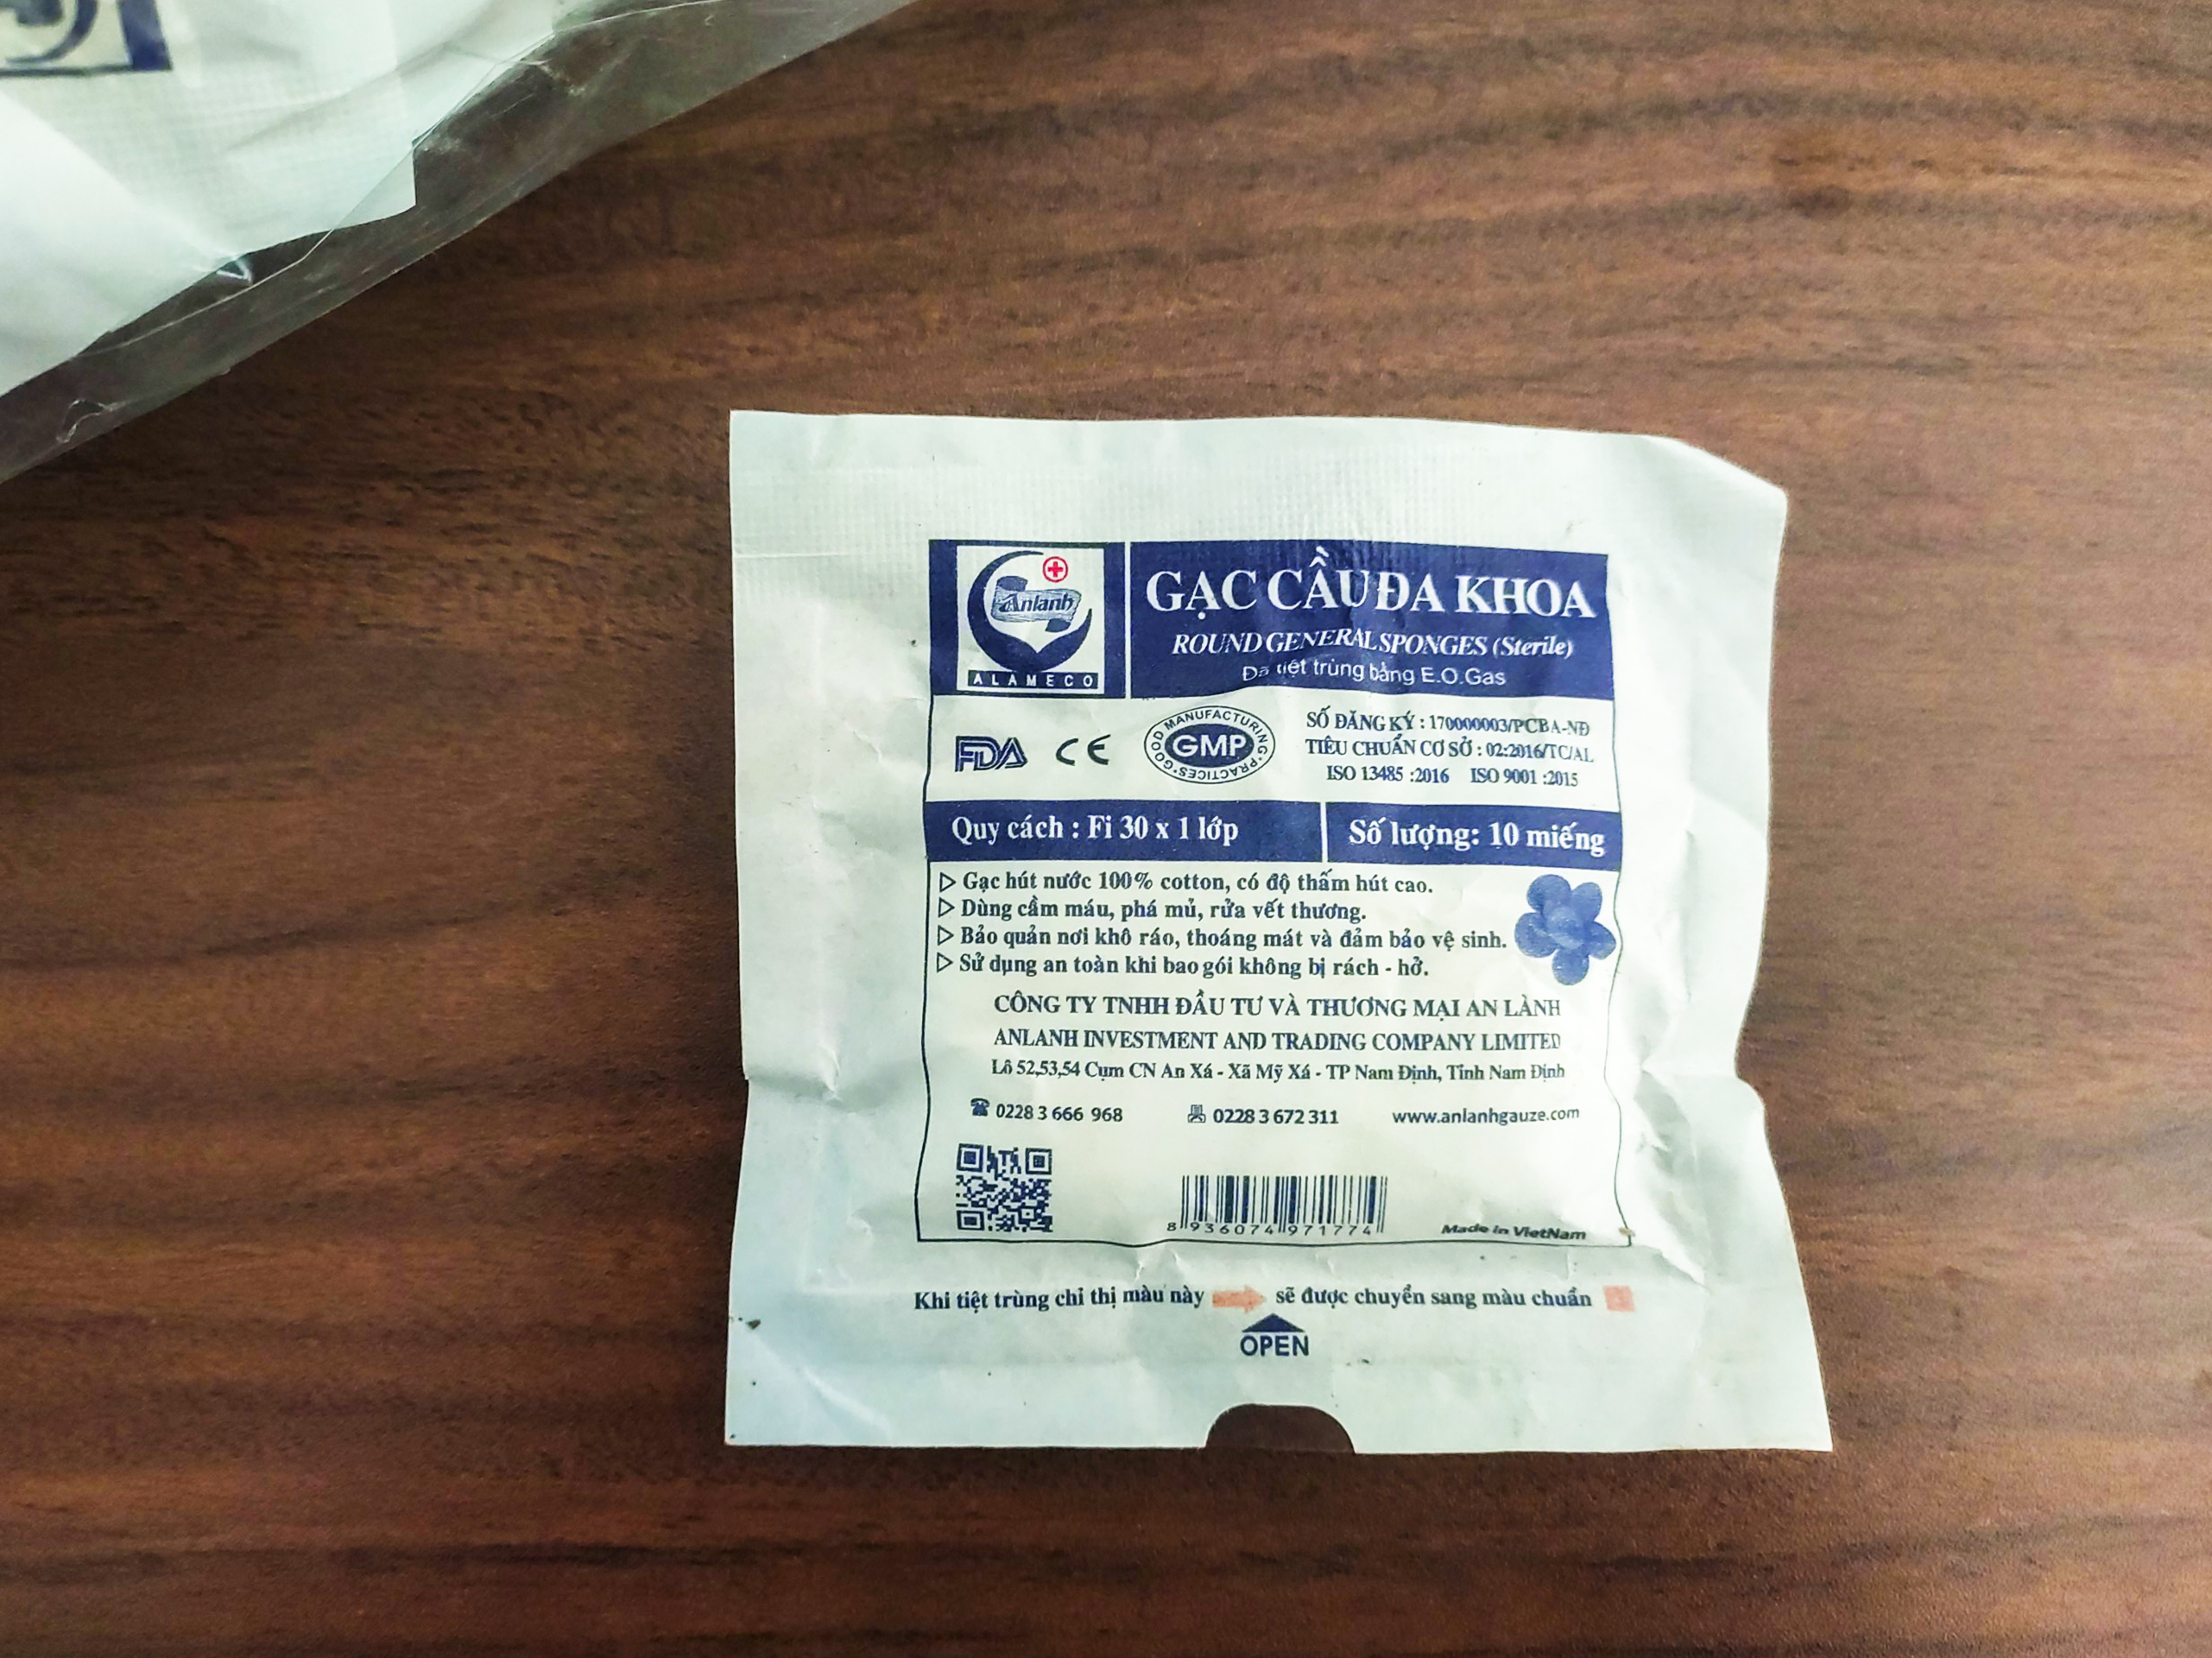 Anlanh
ALAMECO
GẠC CẦU ĐA KHOA
ROUND GENERAL SPONGES (Sterile)
Đã tiệt trùng bằng E.O.Gas
FDA CE
GOOD MANUFACTURING PRACTICES
GMP
SỐ ĐĂNG KÝ : 170000003/PCBA-NĐ
TIÊU CHUẨN CƠ SỞ : 02:2016/TC/AL
ISO 13485 :2016 ISO 9001 :2015
Quy cách : Fi 30 x 1 lớp
Số lượng: 10 miếng
Gạc hút nước 100% cotton, có độ thấm hút cao.
Dùng cầm máu, phá mủ, rửa vết thương.
Bảo quản nơi khô ráo, thoáng mát và đảm bảo vệ sinh.
Sử dụng an toàn khi bao gói không bị rách - hở.
CÔNG TY TNHH ĐẦU TƯ VÀ THƯƠNG MẠI AN LÀNH
ANLANH INVESTMENT AND TRADING COMPANY LIMITED
Lô 52,53,54 Cụm CN An Xá - Xã Mỹ Xá - TP Nam Định, Tỉnh Nam Định
0228 3 666 968 0228 3 672 311 www.anlanhgauze.com
8 936074 971774
Made in VietNam
Khi tiệt trùng chỉ thị màu này sẽ được chuyển sang màu chuẩn
OPEN